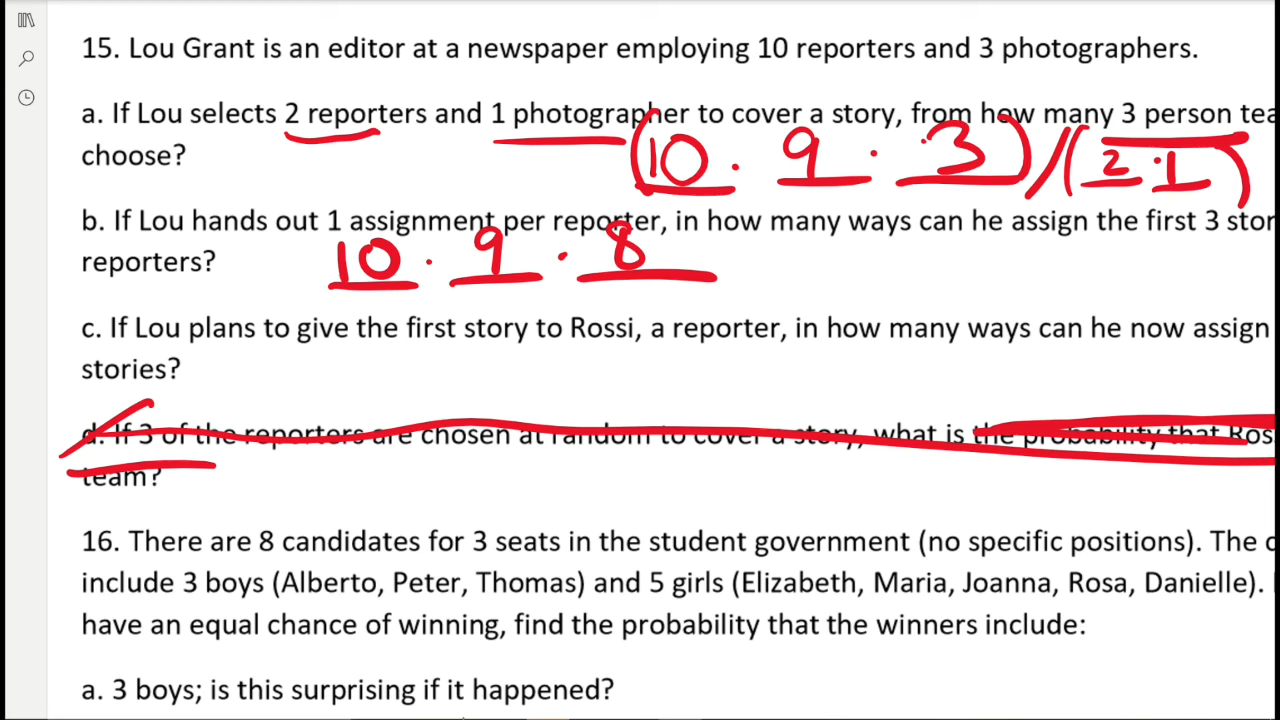 15. Lou Grant is an editor at a newspaper employing 10 reporters and 3 photographers.
a. If Lou selects 2 reporters and 1 photographer to cover a story, from how many 3 person tea
choose?
(10 · 9 · 3) / (2 · 1)
b. If Lou hands out 1 assignment per reporter, in how many ways can he assign the first 3 stor
reporters?
10 · 9 · 8
c. If Lou plans to give the first story to Rossi, a reporter, in how many ways can he now assign
stories?
d. If 3 of the reporters are chosen at random to cover a story, what is the probability that Ros
team?
16. There are 8 candidates for 3 seats in the student government (no specific positions). The c
include 3 boys (Alberto, Peter, Thomas) and 5 girls (Elizabeth, Maria, Joanna, Rosa, Danielle).
have an equal chance of winning, find the probability that the winners include:
a. 3 boys; is this surprising if it happened?